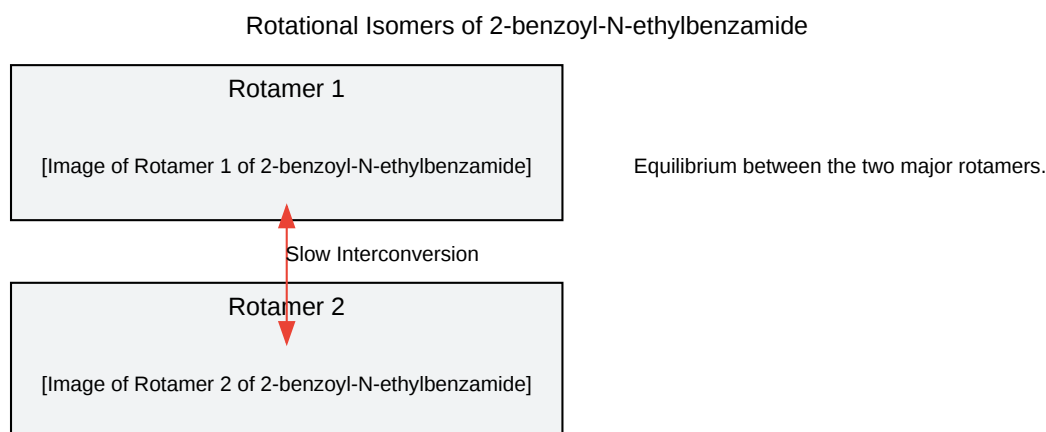 Rotational Isomers of 2-benzoyl-N-ethylbenzamide
Rotamer 1
[Image of Rotamer 1 of 2-benzoyl-N-ethylbenzamide]
Equilibrium between the two major rotamers.
Slow Interconversion
Rotamer 2
[Image of Rotamer 2 of 2-benzoyl-N-ethylbenzamide]